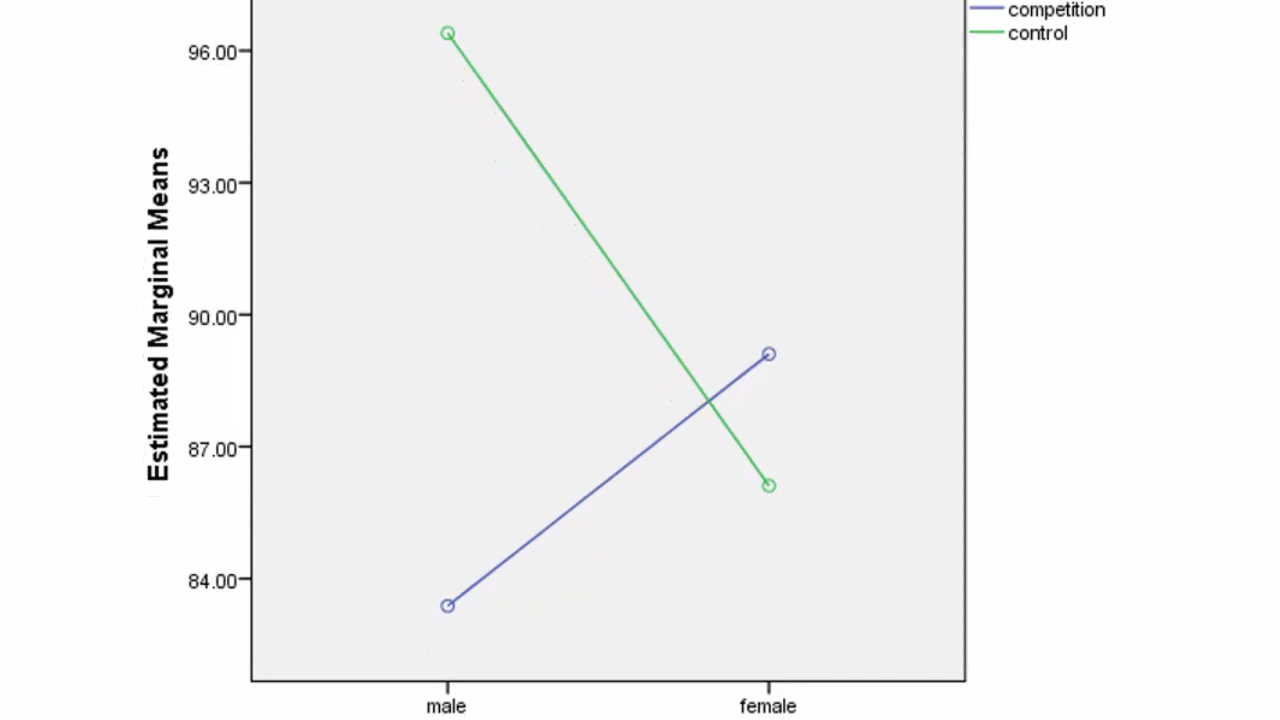 competition
control
96.00
93.00
90.00
87.00
84.00
Estimated Marginal Means
male
female